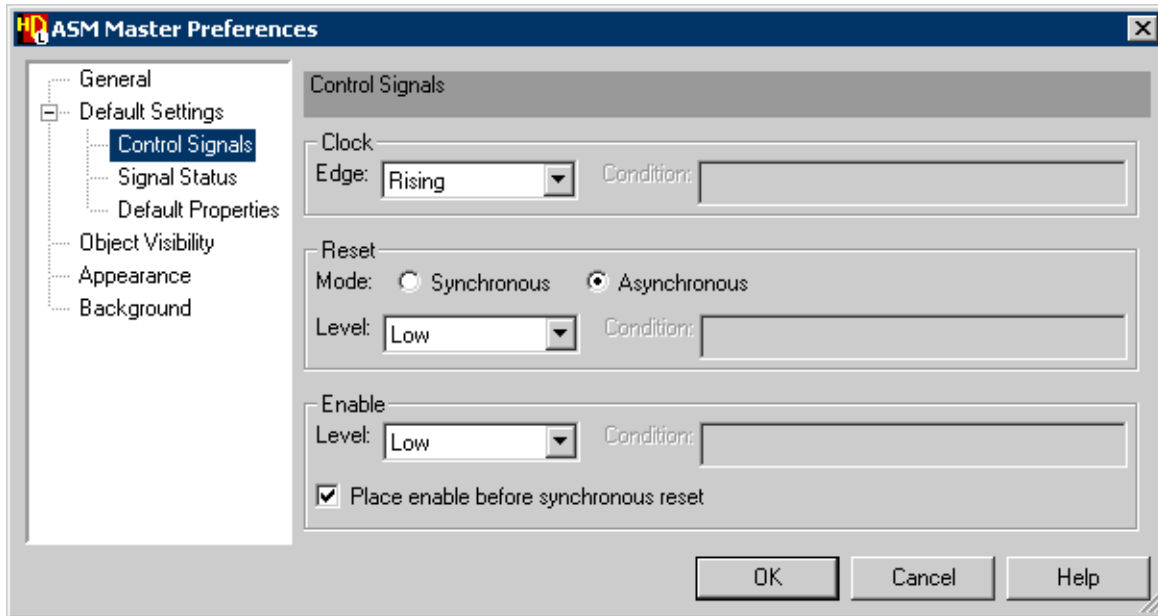 HDL ASM Master Preferences
General
Default Settings
Control Signals
Signal Status
Default Properties
Object Visibility
Appearance
Background
Control Signals
Clock
Edge: Rising Condition:
Reset
Mode: Synchronous Asynchronous
Level: Low Condition:
Enable
Level: Low Condition:
Place enable before synchronous reset
OK Cancel Help